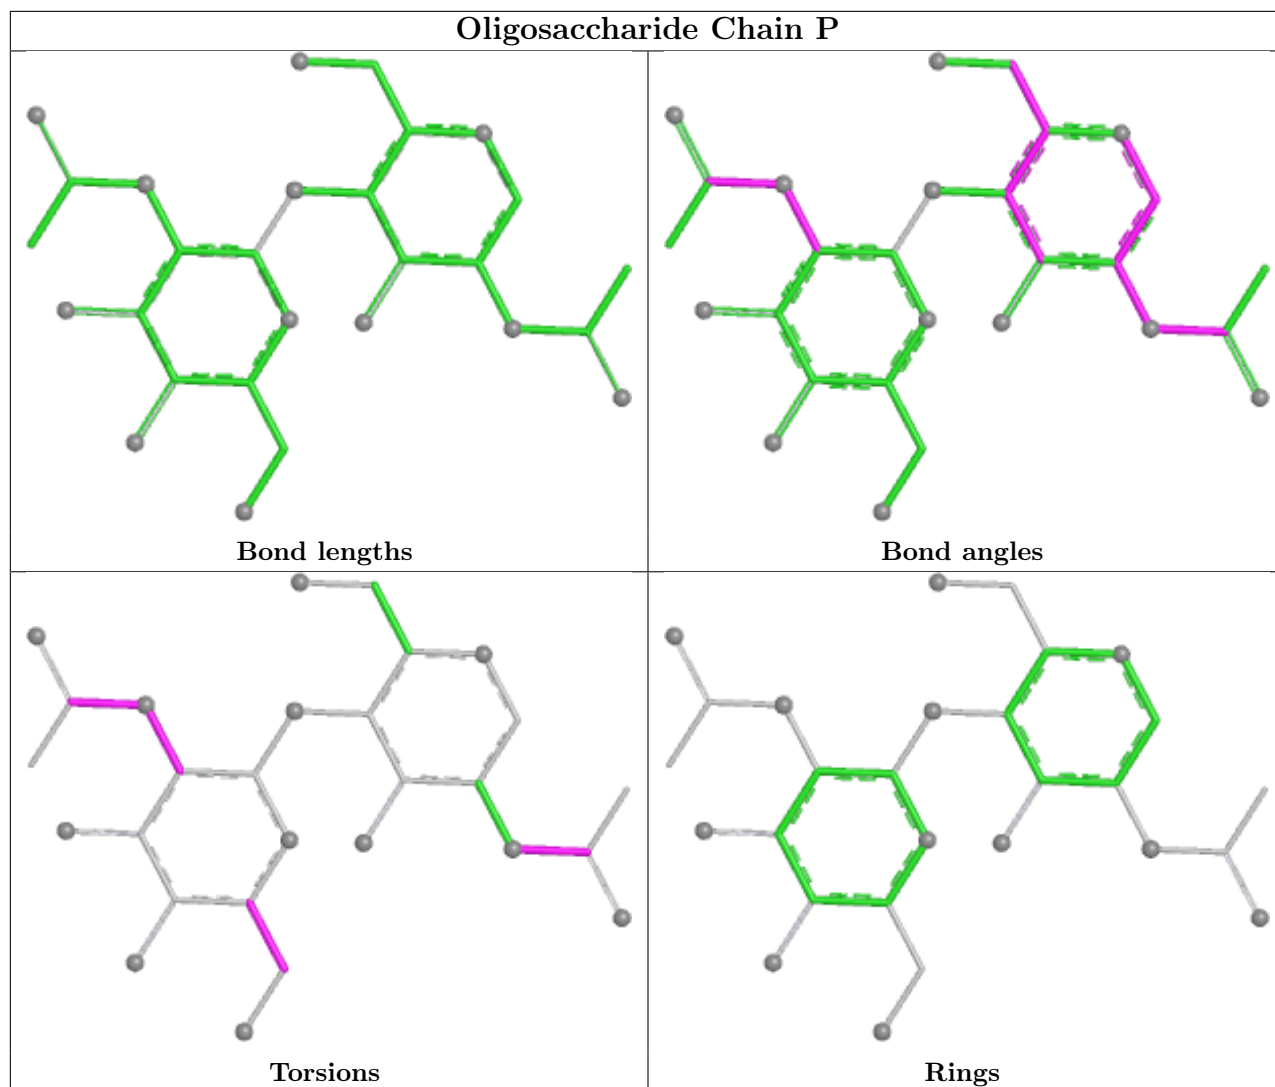 Oligosaccharide Chain P
Bond lengths
Bond angles
Torsions
Rings